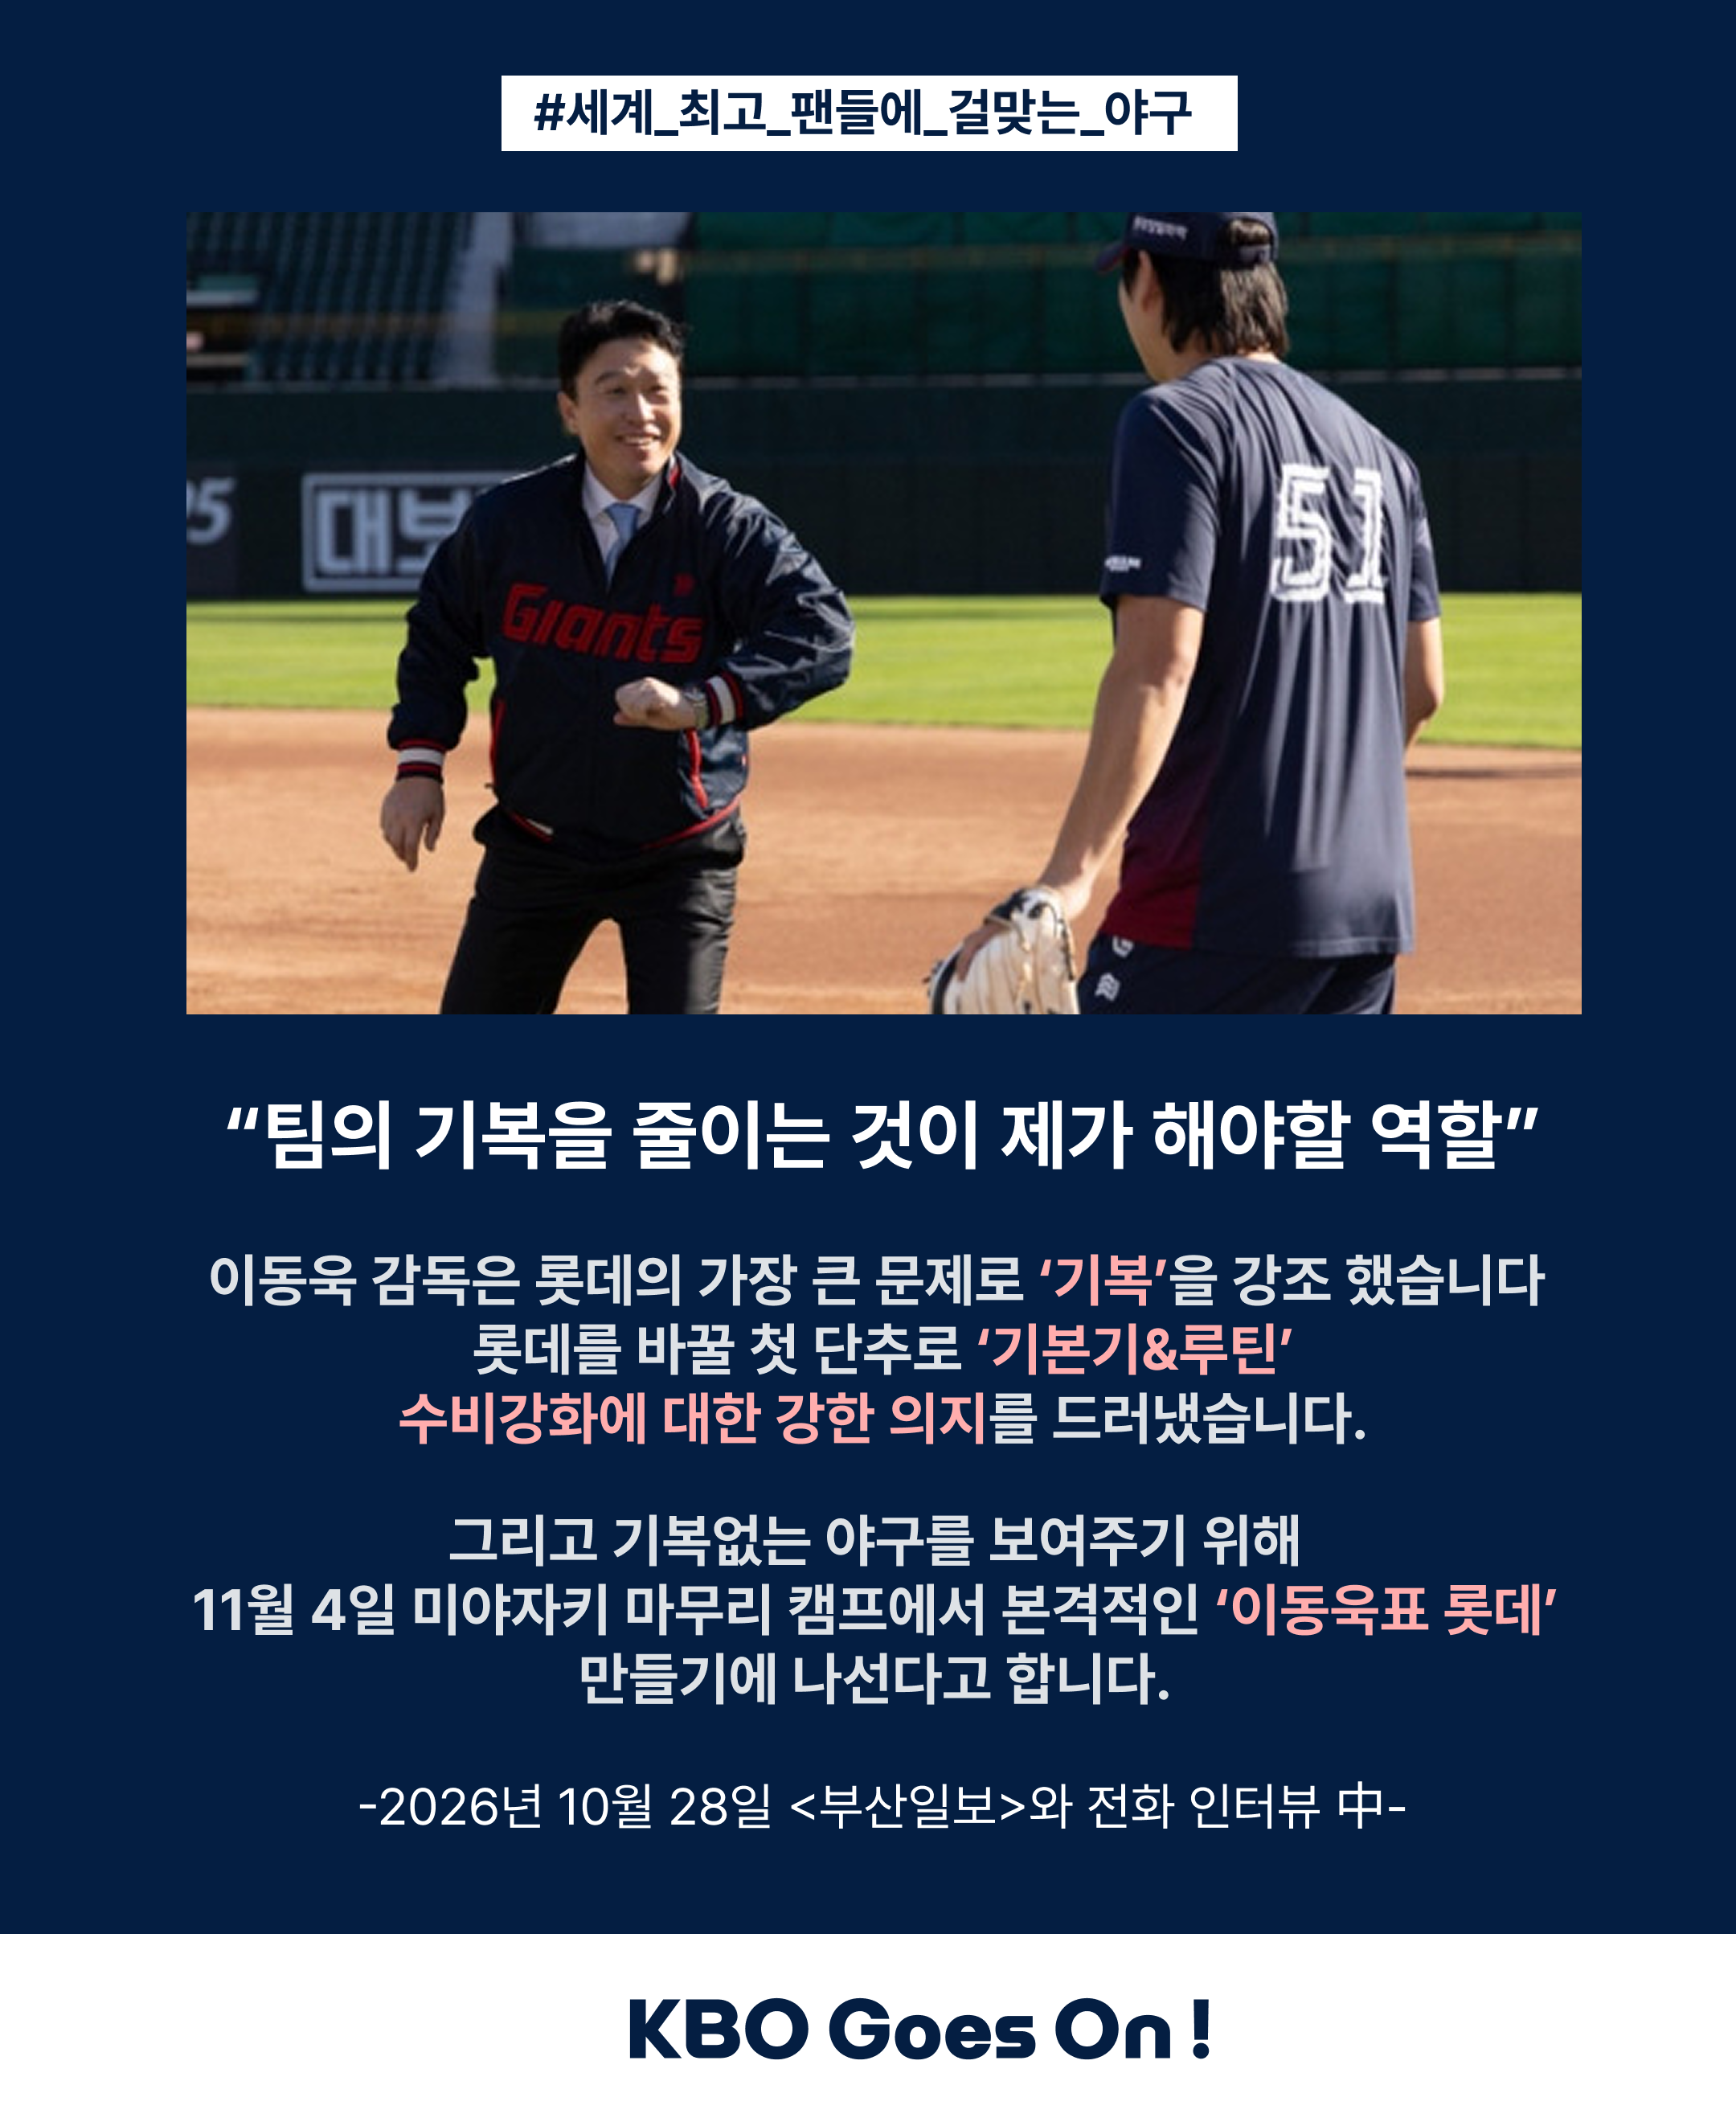 #세계_최고_팬들에_걸맞는_야구
대보
Giants
51
“팀의 기복을 줄이는 것이 제가 해야할 역할”
이동욱 감독은 롯데의 가장 큰 문제로 ‘기복’을 강조 했습니다
롯데를 바꿀 첫 단추로 ‘기본기&루틴’
수비강화에 대한 강한 의지를 드러냈습니다.
그리고 기복없는 야구를 보여주기 위해
11월 4일 미야자키 마무리 캠프에서 본격적인 ‘이동욱표 롯데’
만들기에 나선다고 합니다.
-2026년 10월 28일 <부산일보>와 전화 인터뷰 中-
KBO Goes On !